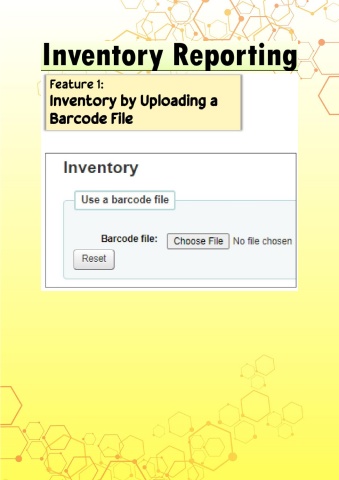 Inventory Reporting
Feature 1:
Inventory by Uploading a
Barcode File
Inventory
Use a barcode file
Barcode file: Choose File No file chosen
Reset